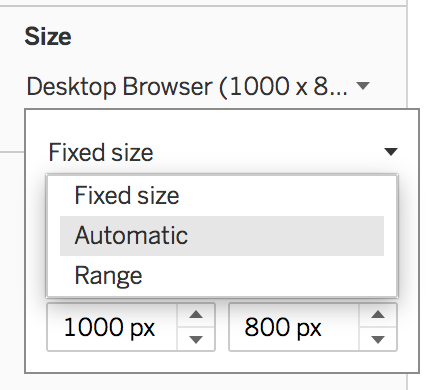 Size
Desktop Browser (1000 x 8...
Fixed size
Fixed size
Automatic
Range
1000 px 800 px